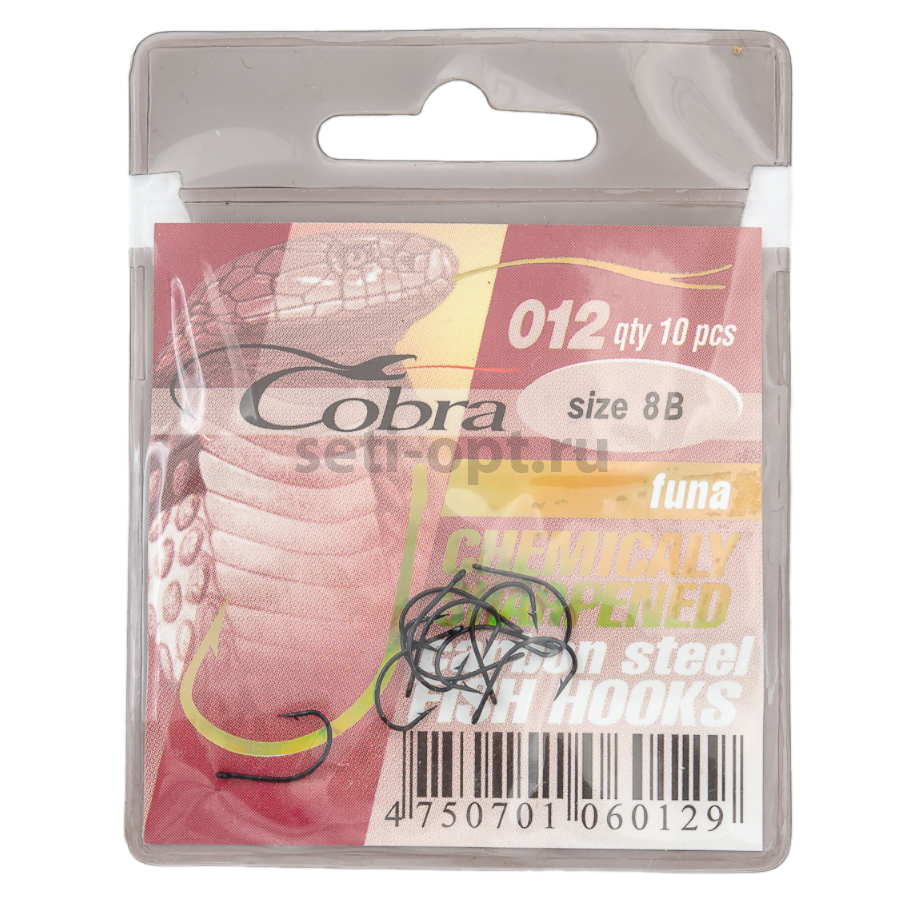 012 qty 10 pcs
Cobra
size 8 B
seti-opt.ru
funa
CHEMICALY
SHARPENED
carbon steel
FISH HOOKS
4 750701 060129